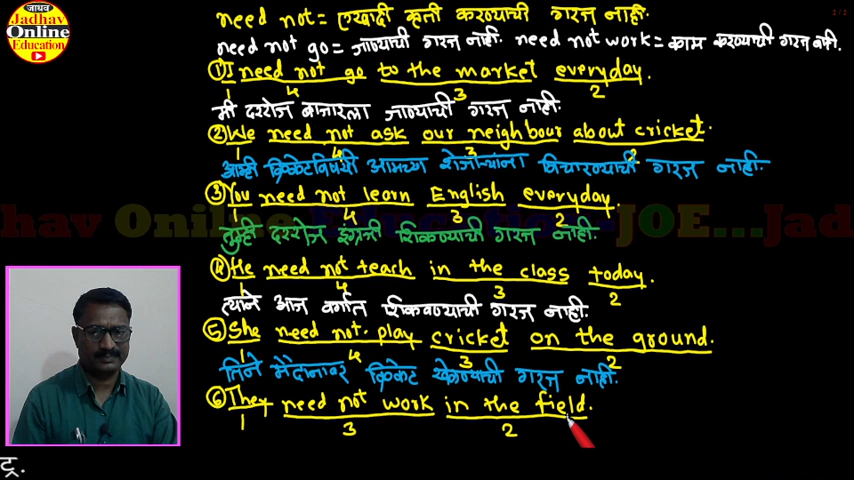 जाधव
Jadhav
Online
Education
2/2
need not = एखादी कृती करण्याची गरज नाही.
need not go = जाण्याची गरज नाही. need not work = काम करण्याची गरज नाही.
① I need not go to the market everyday.
1 4 3 2
मी दररोज बाजारला जाण्याची गरज नाही.
② We need not ask our neighbour about cricket.
1 4 3 2
आम्ही क्रिकेटविषयी आमच्या शेजाऱ्यांना विचारण्याची गरज नाही.
③ You need not learn English everyday.
1 4 3 2
तुम्ही दररोज इंग्रजी शिकण्याची गरज नाही.
④ He need not teach in the class today.
1 4 3 2
त्याने आज वर्गात शिकवण्याची गरज नाही.
⑤ She need not play cricket on the ground.
1 4 3 2
तिने मैदानावर क्रिकेट खेळण्याची गरज नाही.
⑥ They need not work in the field.
1 3 2
ट्र.